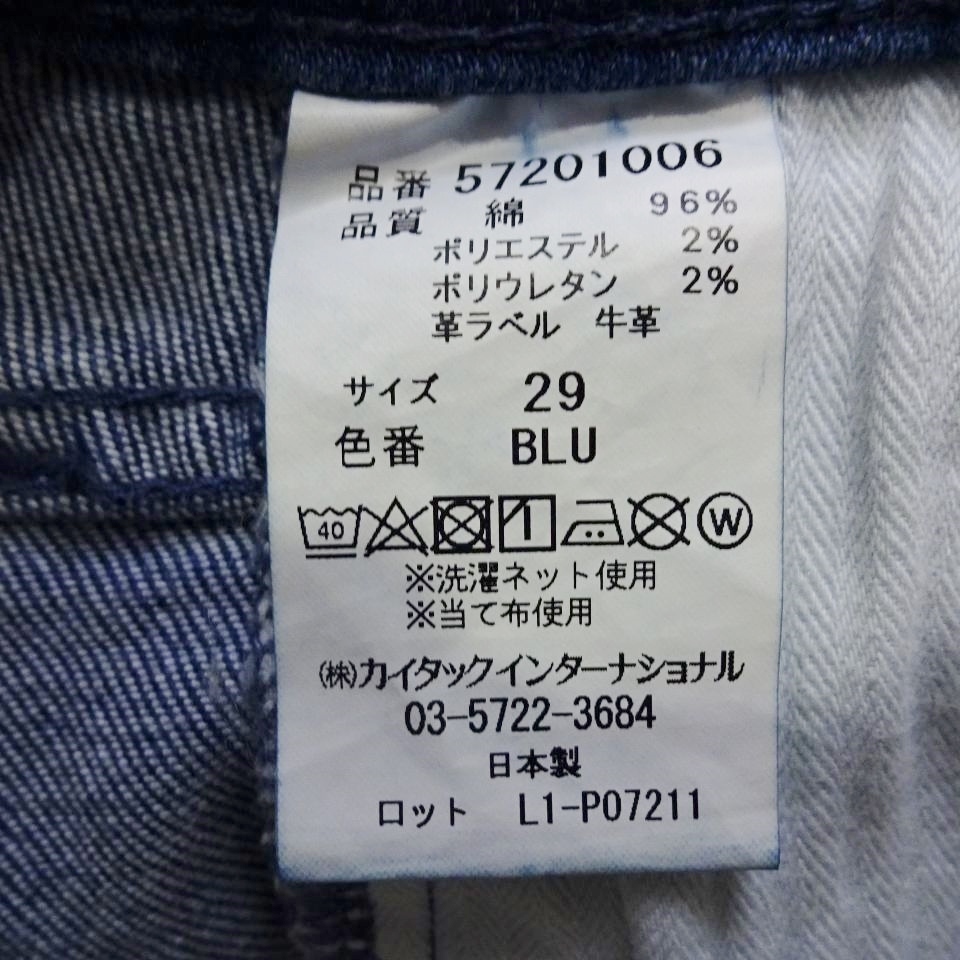 品番 57201006
品質 綿 96%
ポリエステル 2%
ポリウレタン 2%
革ラベル 牛革
サイズ 29
色番 BLU
40 W
※洗濯ネット使用
※当て布使用
㈱カイタックインターナショナル
03-5722-3684
日本製
ロット L1-P07211